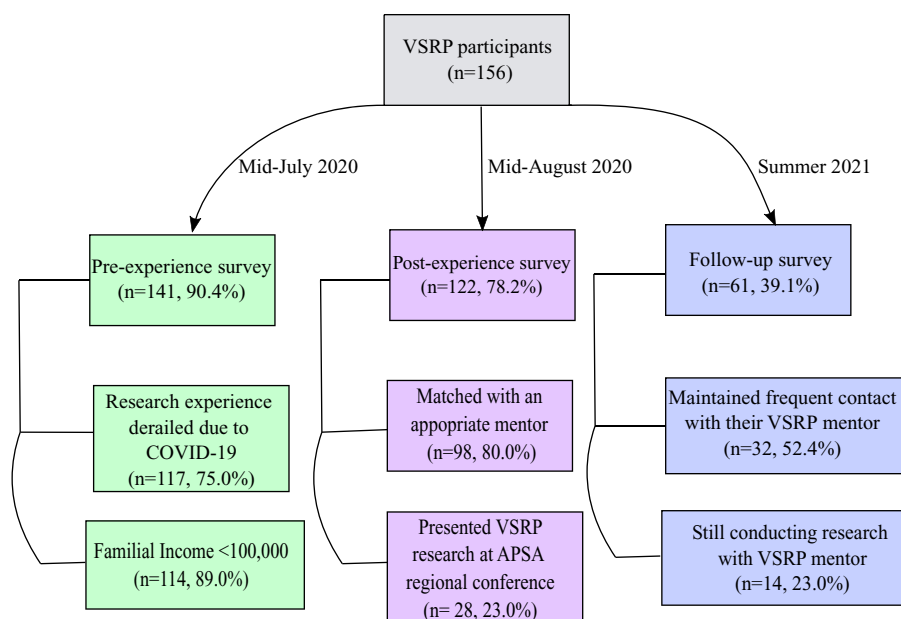 VSRP participants
(n=156)
Mid-July 2020
Mid-August 2020
Summer 2021
Pre-experience survey
(n=141, 90.4%)
Post-experience survey
(n=122, 78.2%)
Follow-up survey
(n=61, 39.1%)
Research experience
derailed due to
COVID-19
(n=117, 75.0%)
Matched with an
appopriate mentor
(n=98, 80.0%)
Maintained frequent contact
with their VSRP mentor
(n=32, 52.4%)
Familial Income <100,000
(n=114, 89.0%)
Presented VSRP
research at APSA
regional conference
(n= 28, 23.0%)
Still conducting research
with VSRP mentor
(n=14, 23.0%)